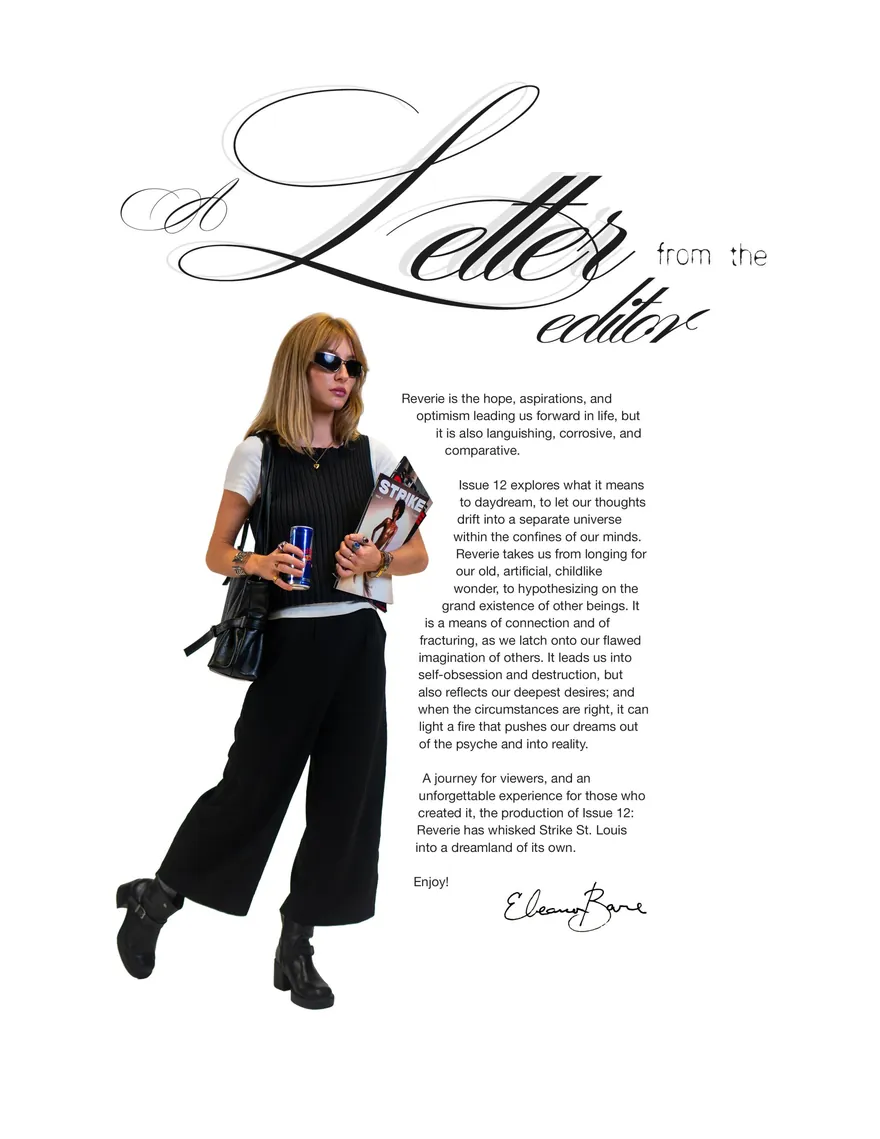 A Letter from the
editor
Reverie is the hope, aspirations, and
optimism leading us forward in life, but
it is also languishing, corrosive, and
comparative.
Issue 12 explores what it means
to daydream, to let our thoughts
drift into a separate universe
within the confines of our minds.
Reverie takes us from longing for
our old, artificial, childlike
wonder, to hypothesizing on the
grand existence of other beings. It
is a means of connection and of
fracturing, as we latch onto our flawed
imagination of others. It leads us into
self-obsession and destruction, but
also reflects our deepest desires; and
when the circumstances are right, it can
light a fire that pushes our dreams out
of the psyche and into reality.
A journey for viewers, and an
unforgettable experience for those who
created it, the production of Issue 12:
Reverie has whisked Strike St. Louis
into a dreamland of its own.
Enjoy!
Eleanor Bare
STRIKE